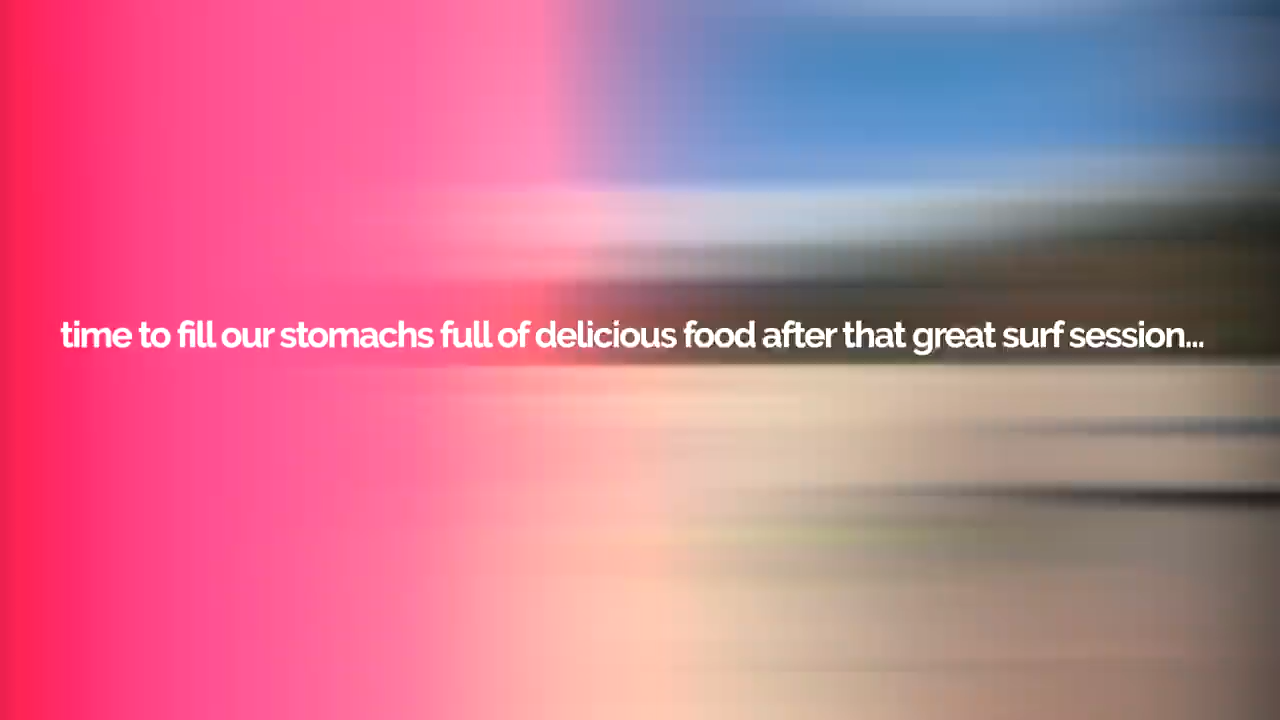 time to fill our stomachs full of delicious food after that great surf session...